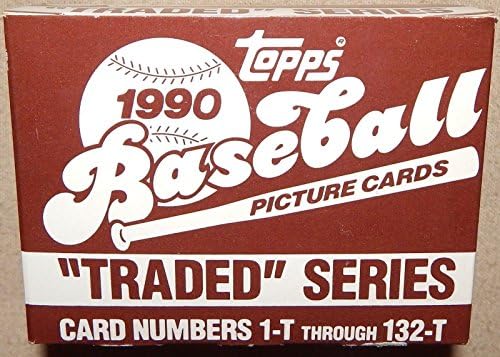 TOPPS®
1990
Baseball
PICTURE CARDS
"TRADED" SERIES
CARD NUMBERS 1-T THROUGH 132-T